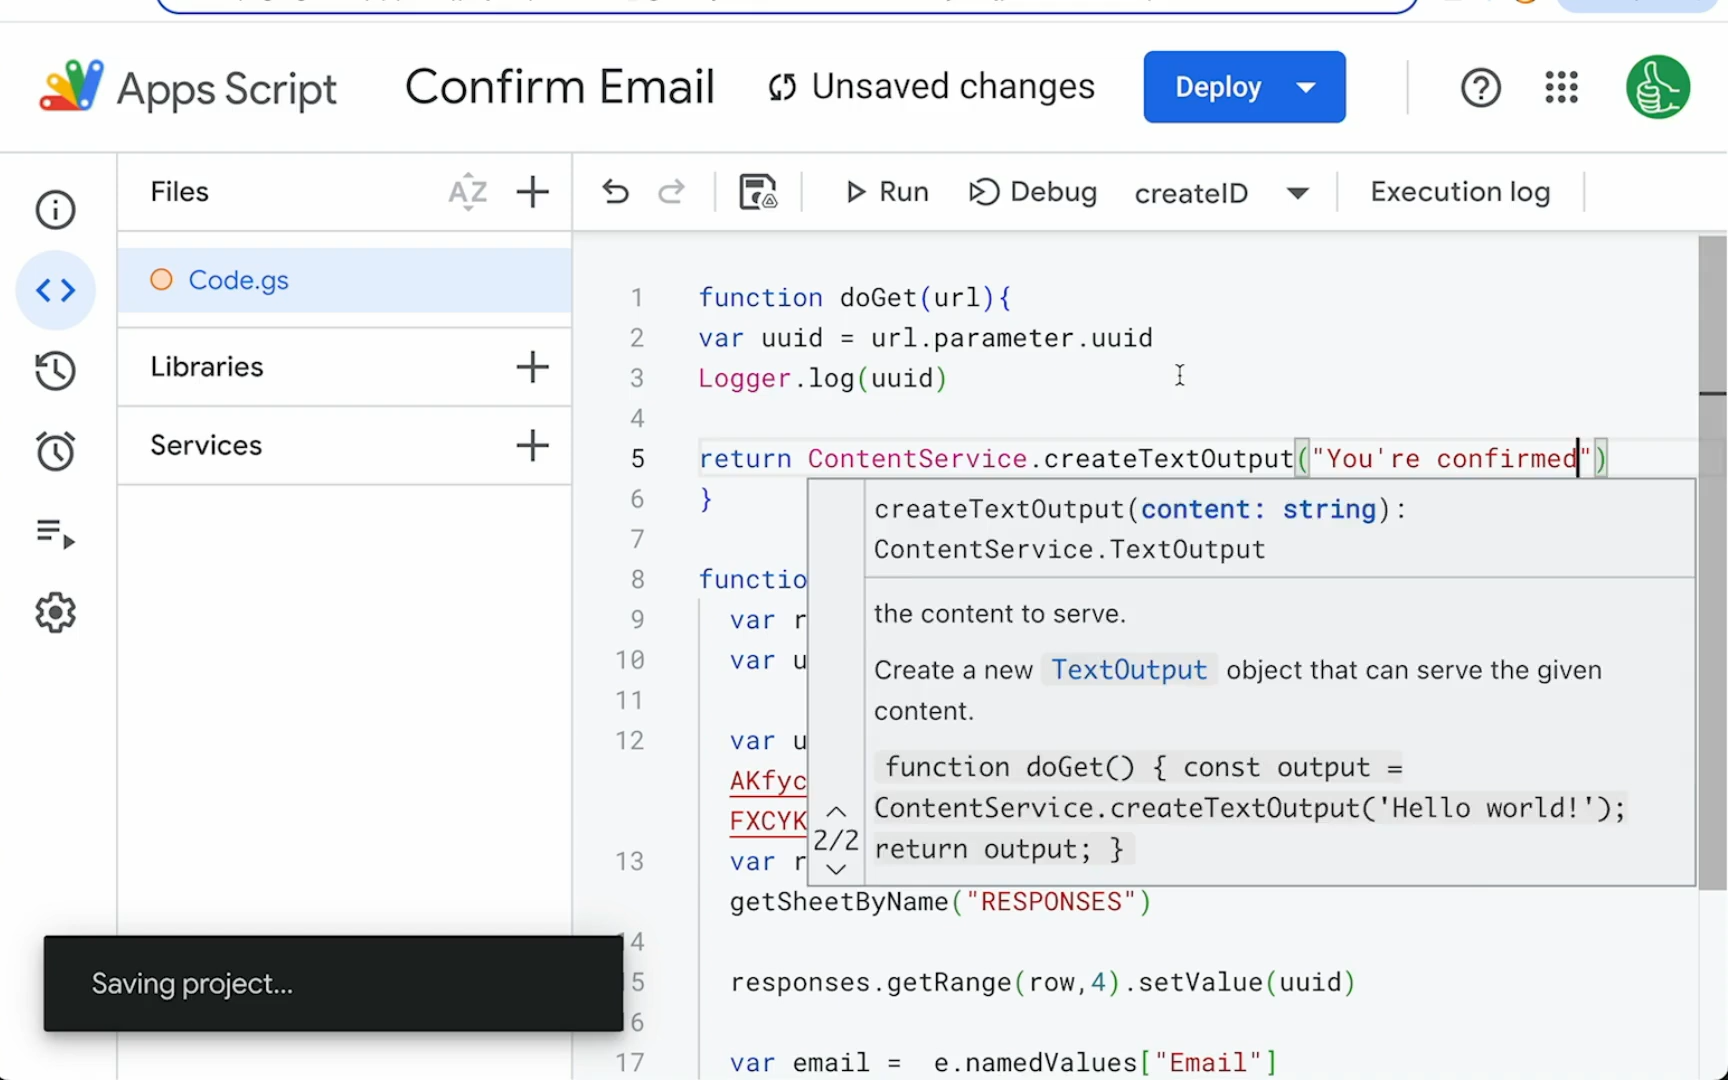 Apps Script
Confirm Email
Unsaved changes
Deploy
Files
AZ
Run
Debug
createID
Execution log
Code.gs
Libraries
Services
1 function doGet(url){
2 var uuid = url.parameter.uuid
3 Logger.log(uuid)
4
5 return ContentService.createTextOutput("You're confirmed")
6 }
7
8 functio
9 var r
10 var u
11
12 var u
AKfyc
FXCYK
13 var r
getSheetByName("RESPONSES")
14
15 responses.getRange(row,4).setValue(uuid)
16
17 var email = e.namedValues["Email"]
createTextOutput(content: string):
ContentService.TextOutput
the content to serve.
Create a new TextOutput object that can serve the given
content.
function doGet() { const output =
ContentService.createTextOutput('Hello world!');
return output; }
2/2
Saving project...